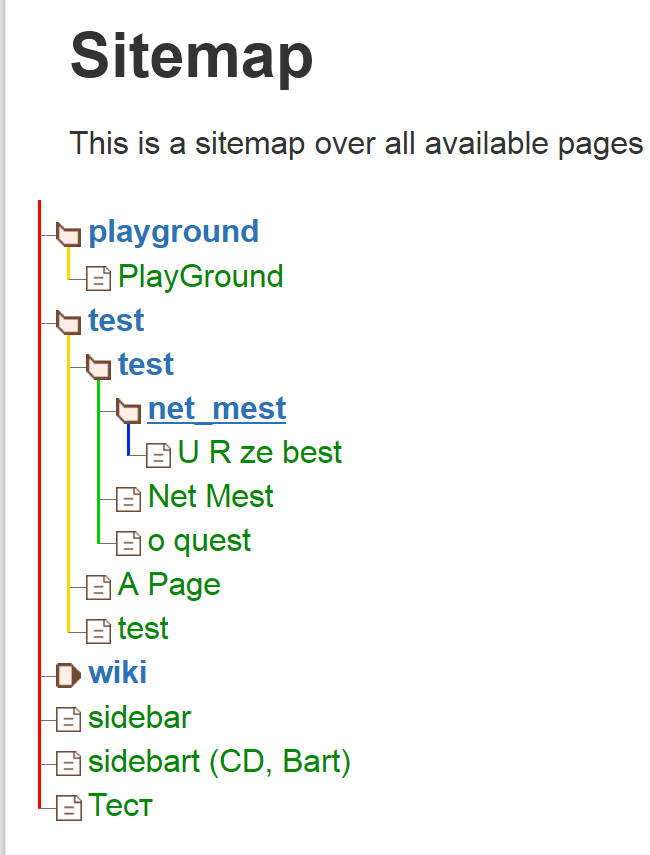 Sitemap
This is a sitemap over all available pages
playground
PlayGround
test
test
net_mest
U R ze best
Net Mest
o quest
A Page
test
wiki
sidebar
sidebart (CD, Bart)
Тест